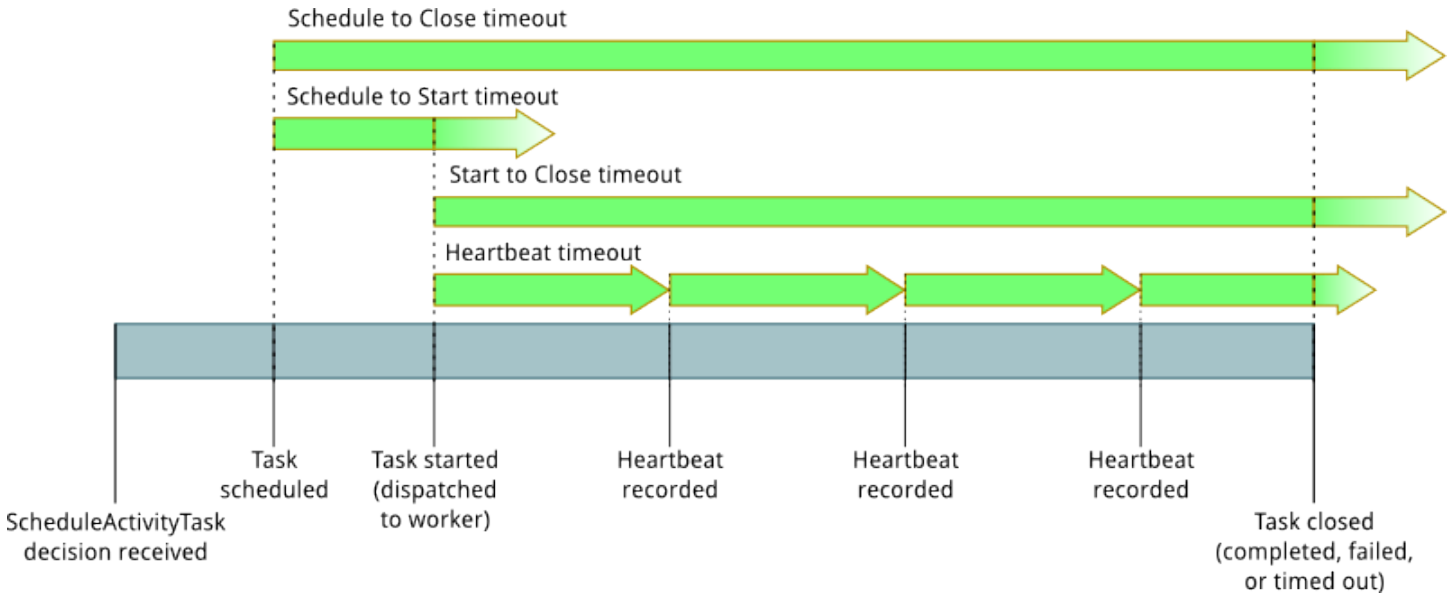 Schedule to Close timeout
Schedule to Start timeout
Start to Close timeout
Heartbeat timeout
Task
scheduled
Task started
(dispatched
to worker)
Heartbeat
recorded
Heartbeat
recorded
Heartbeat
recorded
ScheduleActivityTask
decision received
Task closed
(completed, failed,
or timed out)